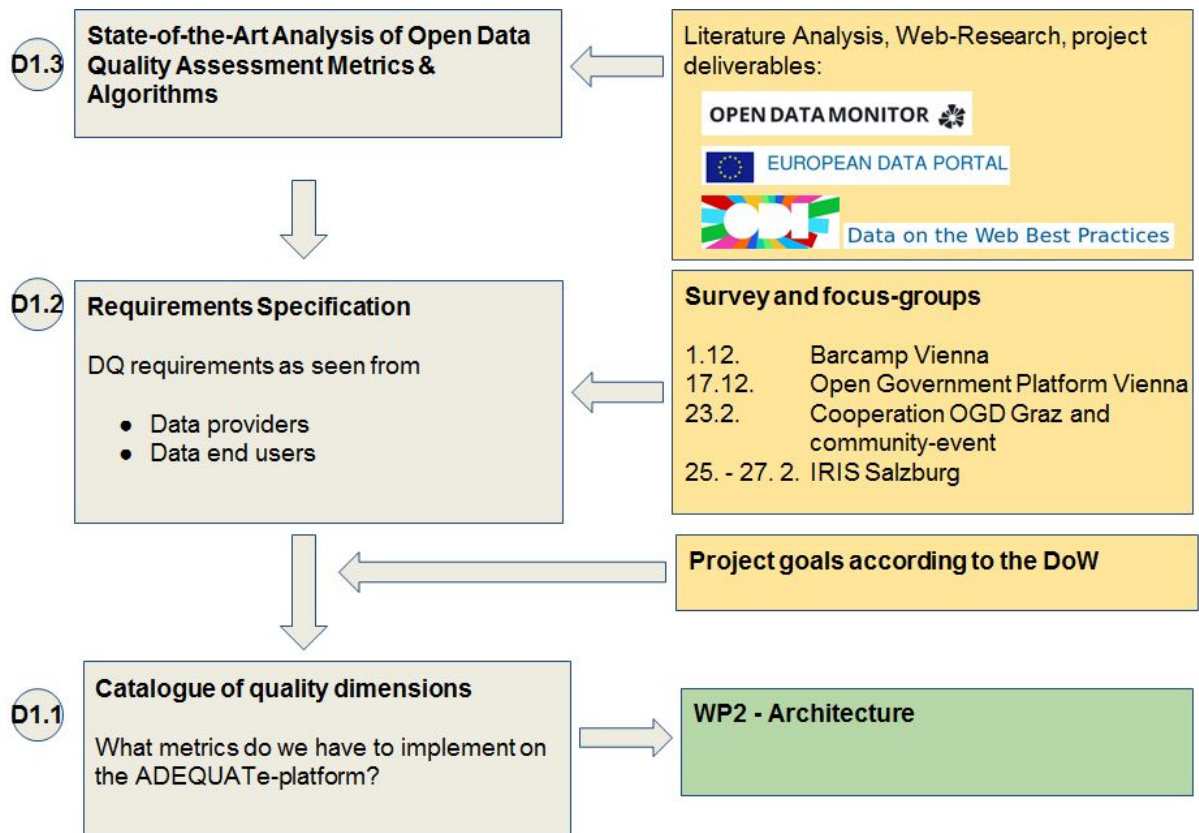 D1.3
State-of-the-Art Analysis of Open Data
Quality Assessment Metrics &
Algorithms
Literature Analysis, Web-Research, project
deliverables:
OPEN DATA MONITOR
EUROPEAN DATA PORTAL
ODI
Data on the Web Best Practices
D1.2
Requirements Specification
DQ requirements as seen from
● Data providers
● Data end users
Survey and focus-groups
1.12. Barcamp Vienna
17.12. Open Government Platform Vienna
23.2. Cooperation OGD Graz and
community-event
25. - 27. 2. IRIS Salzburg
Project goals according to the DoW
D1.1
Catalogue of quality dimensions
What metrics do we have to implement on
the ADEQUATe-platform?
WP2 - Architecture